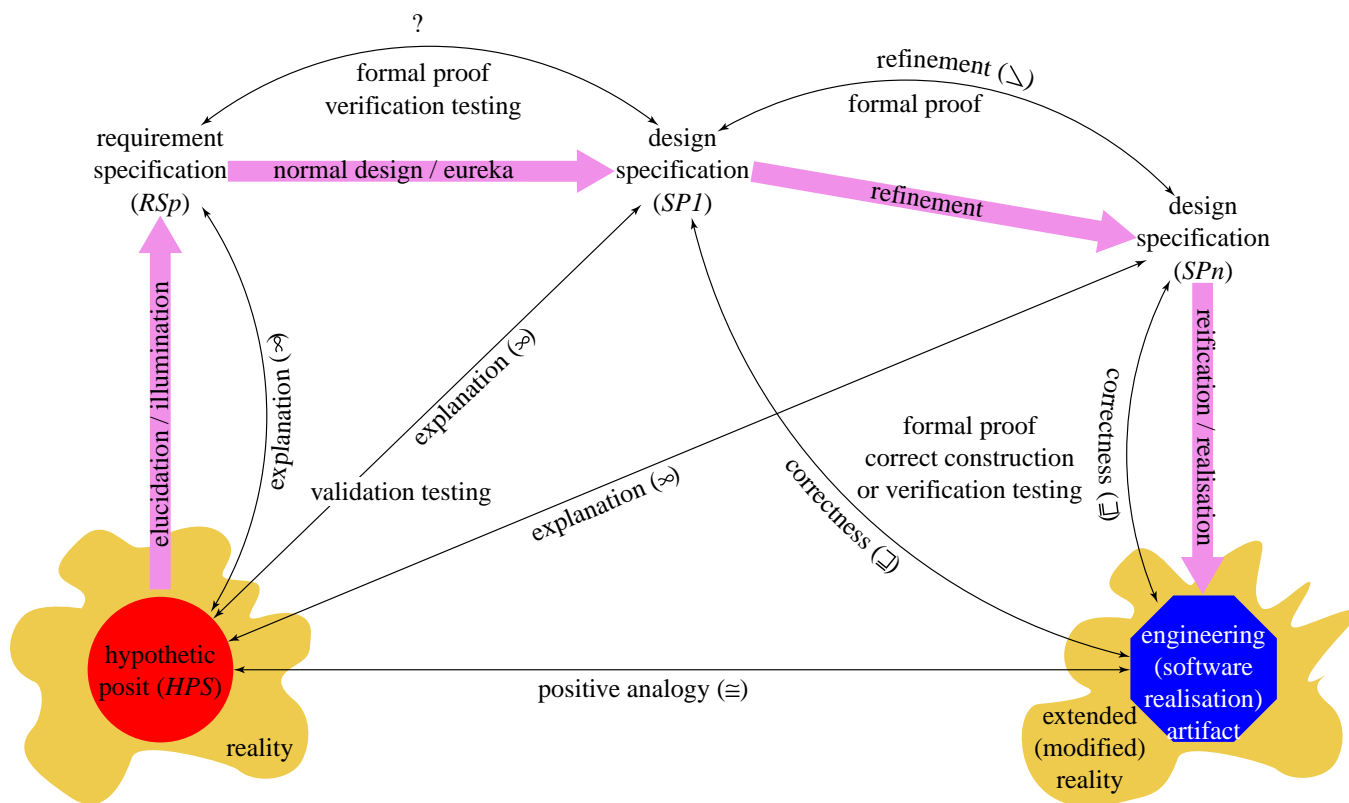 ?
formal proof
verification testing
refinement (⩗)
formal proof
requirement
specification
(RSp)
normal design / eureka
design
specification
(SP1)
refinement
design
specification
(SPn)
elucidation / illumination
explanation (∝)
explanation (∝)
validation testing
explanation (∝)
correctness (⊑)
formal proof
correct construction
or verification testing
correctness (⊑)
reification / realisation
hypothetic
posit (HPS)
reality
positive analogy (≅)
engineering
(software
realisation)
artifact
extended
(modified)
reality